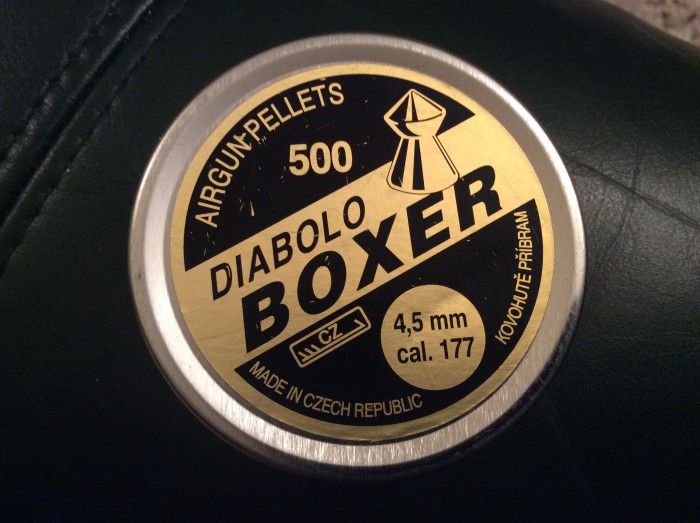 AIRGUN PELLETS
500
DIABOLO
BOXER
CZ
4,5 mm
cal. 177
KOVOHUTĚ PŘÍBRAM
MADE IN CZECH REPUBLIC